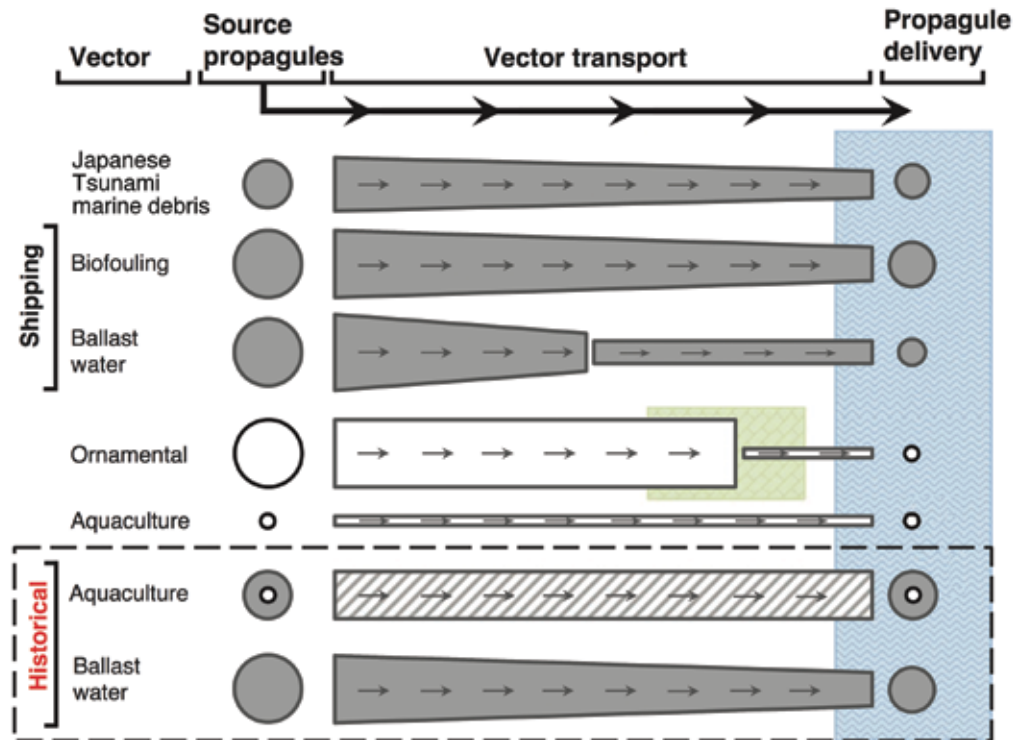 Vector
Source
propagules
Vector transport
Propagule
delivery
Japanese
Tsunami
marine debris
Shipping
Biofouling
Ballast
water
Ornamental
Aquaculture
Historical
Aquaculture
Ballast
water